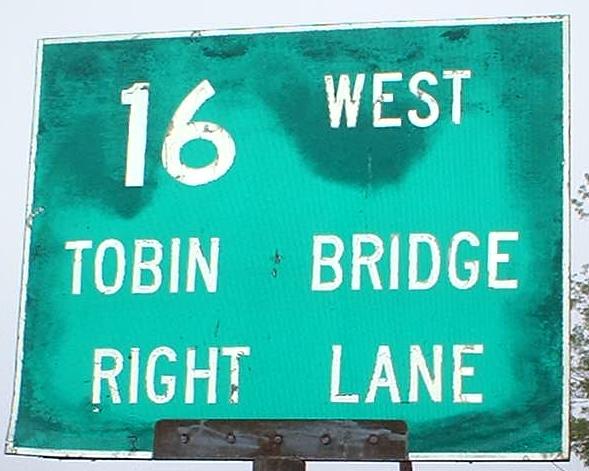 16 WEST
TOBIN BRIDGE
RIGHT LANE